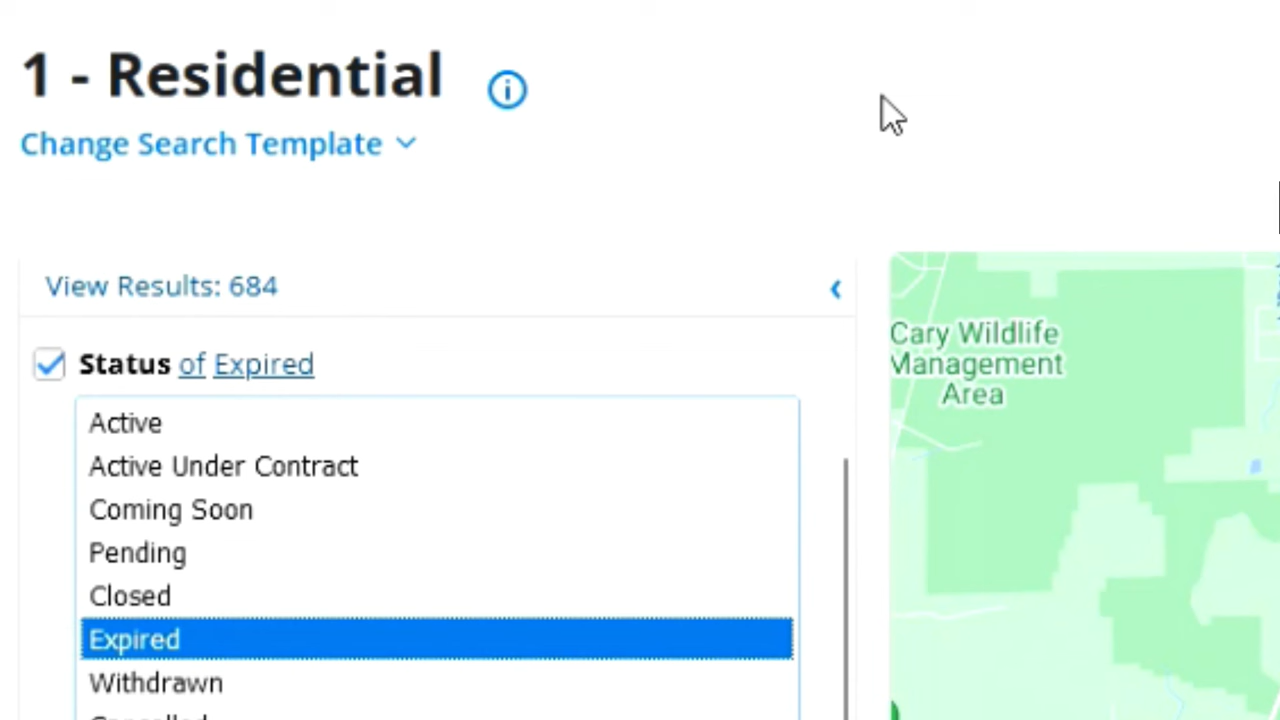 1 - Residential
Change Search Template
View Results: 684
Status of Expired
Active
Active Under Contract
Coming Soon
Pending
Closed
Expired
Withdrawn
Cary Wildlife
Management
Area